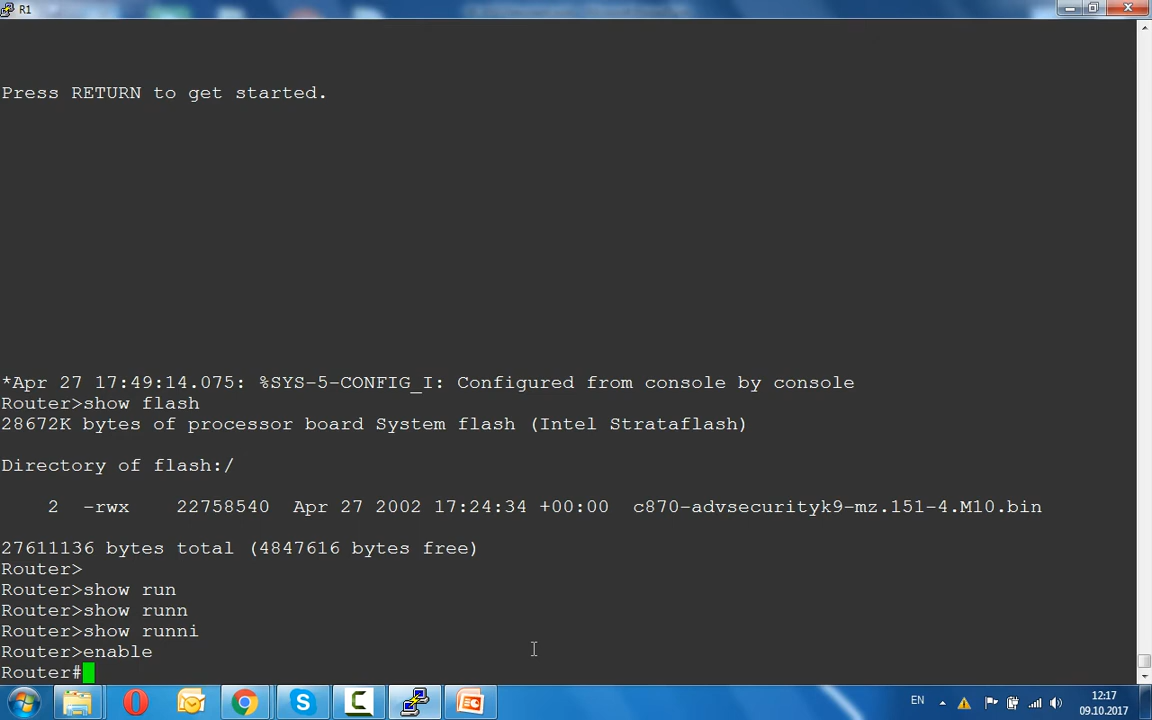 R1
Press RETURN to get started.
*Apr 27 17:49:14.075: %SYS-5-CONFIG_I: Configured from console by console
Router>show flash
28672K bytes of processor board System flash (Intel Strataflash)
Directory of flash:/
2 -rwx 22758540 Apr 27 2002 17:24:34 +00:00 c870-advsecurityk9-mz.151-4.M10.bin
27611136 bytes total (4847616 bytes free)
Router>
Router>show run
Router>show runn
Router>show runni
Router>enable
Router#
EN 12:17
09.10.2017